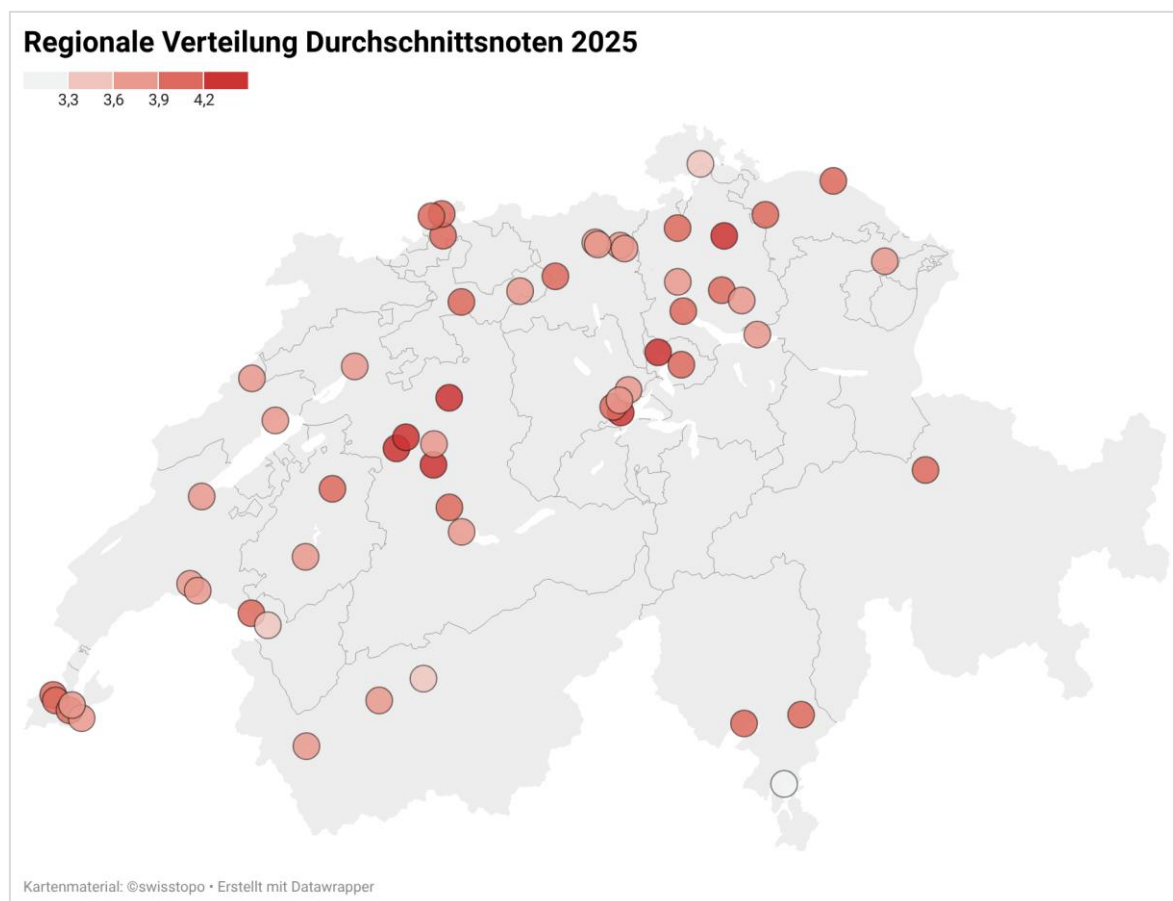 Regionale Verteilung Durchschnittsnoten 2025
3,3 3,6 3,9 4,2
Kartenmaterial: ©swisstopo • Erstellt mit Datawrapper